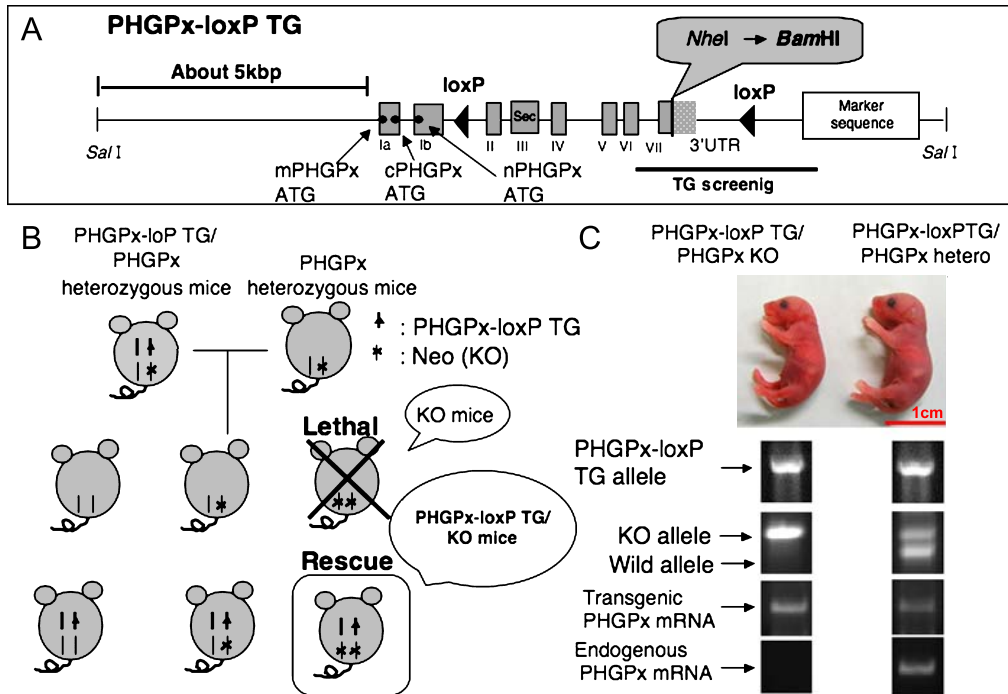 A
PHGPx-loxP TG
NheI → BamHI
About 5kbp
loxP
loxP
Sec
Marker
sequence
Sal I
Ia
Ib
II
III
IV
V
VI
VII
3'UTR
Sal I
mPHGPx
ATG
cPHGPx
ATG
nPHGPx
ATG
TG screenig
B
PHGPx-loP TG/
PHGPx
heterozygous mice
PHGPx
heterozygous mice
: PHGPx-loxP TG
: Neo (KO)
Lethal
KO mice
PHGPx-loxP TG/
KO mice
Rescue
C
PHGPx-loxP TG/
PHGPx KO
PHGPx-loxPTG/
PHGPx hetero
1cm
PHGPx-loxP
TG allele
KO allele
Wild allele
Transgenic
PHGPx mRNA
Endogenous
PHGPx mRNA